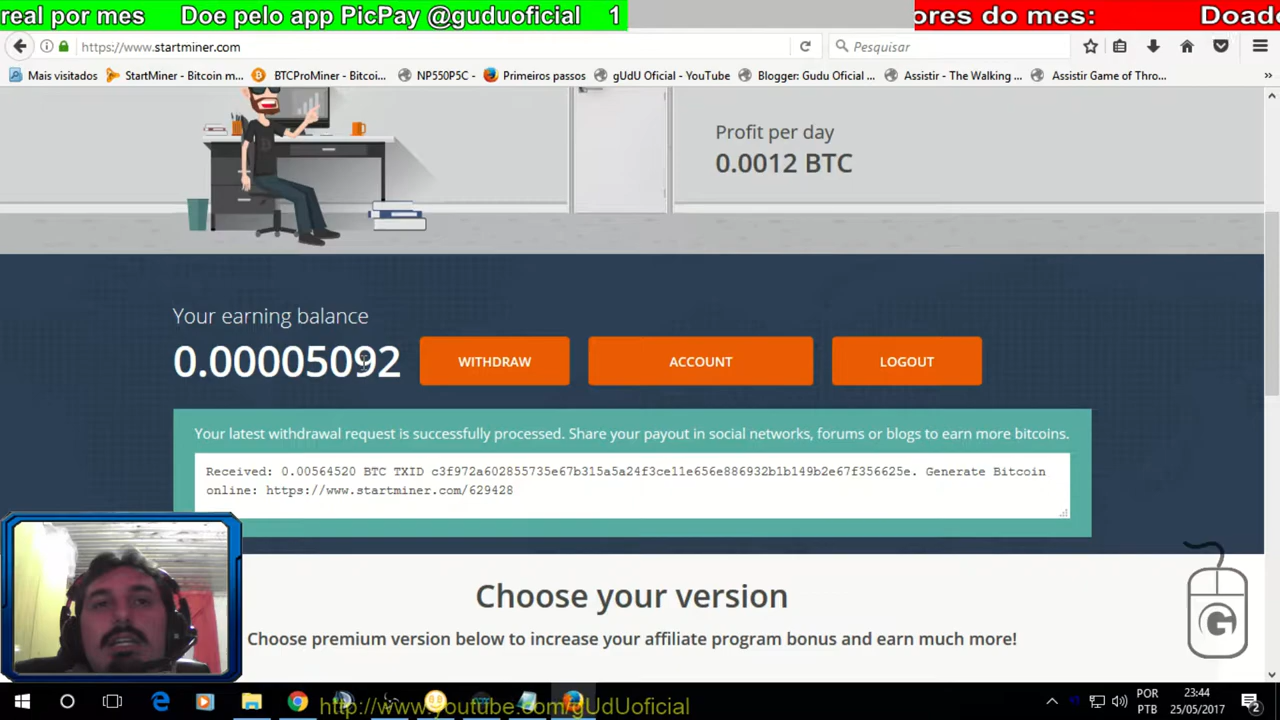 real por mes Doe pelo app PicPay @guduoficial 1
ores do mes: Doado
https://www.startminer.com
Pesquisar
Mais visitados StartMiner - Bitcoin m... BTCProMiner - Bitcoi... NP550P5C - Primeiros passos gUdU Oficial - YouTube Blogger: Gudu Oficial ... Assistir - The Walking ... Assistir Game of Thro... »
Profit per day
0.0012 BTC
Your earning balance
0.00005092 WITHDRAW ACCOUNT LOGOUT
Your latest withdrawal request is successfully processed. Share your payout in social networks, forums or blogs to earn more bitcoins.
Received: 0.00564520 BTC TXID c3f972a602855735e67b315a5a24f3ce11e656e886932b1b149b2e67f356625e. Generate Bitcoin
online: https://www.startminer.com/629428
Choose your version
Choose premium version below to increase your affiliate program bonus and earn much more!
G
http://www.youtube.com/gUdUoficial
POR
PTB
23:44
25/05/2017
2